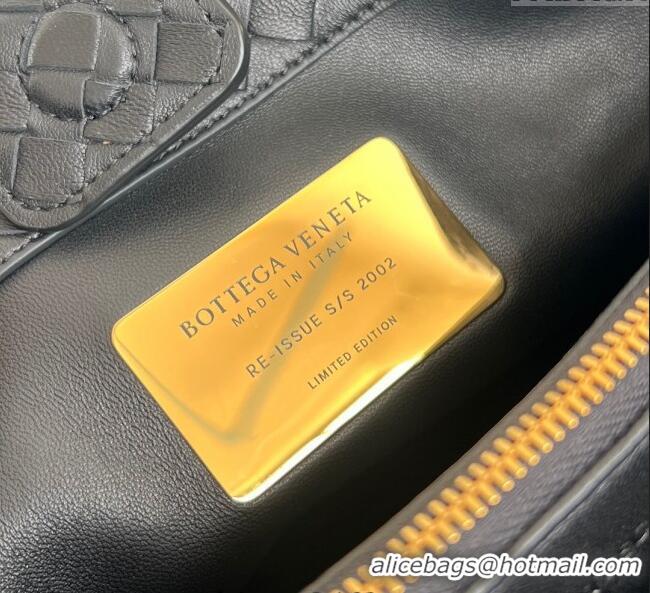 BOTTEGA VENETA
MADE IN ITALY
RE-ISSUE S/S 2002
LIMITED EDITION
alicebags@hotmail.com